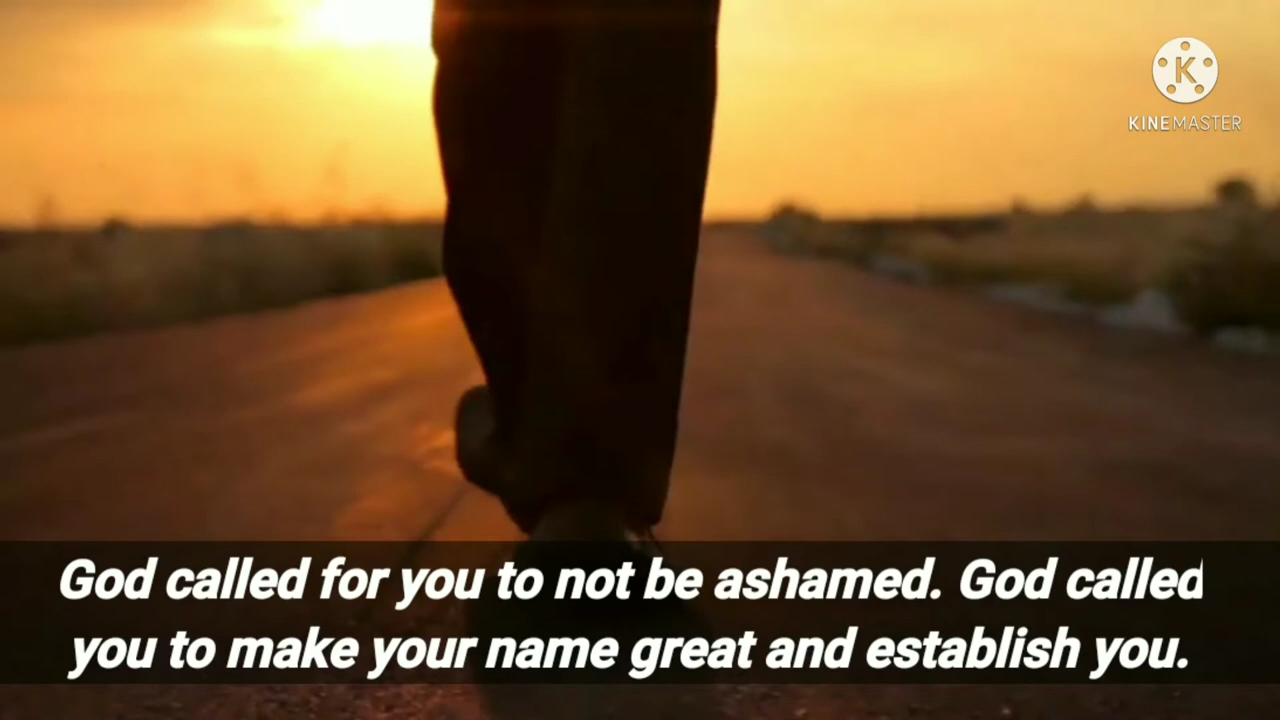 K
KINEMASTER
God called for you to not be ashamed. God called
you to make your name great and establish you.